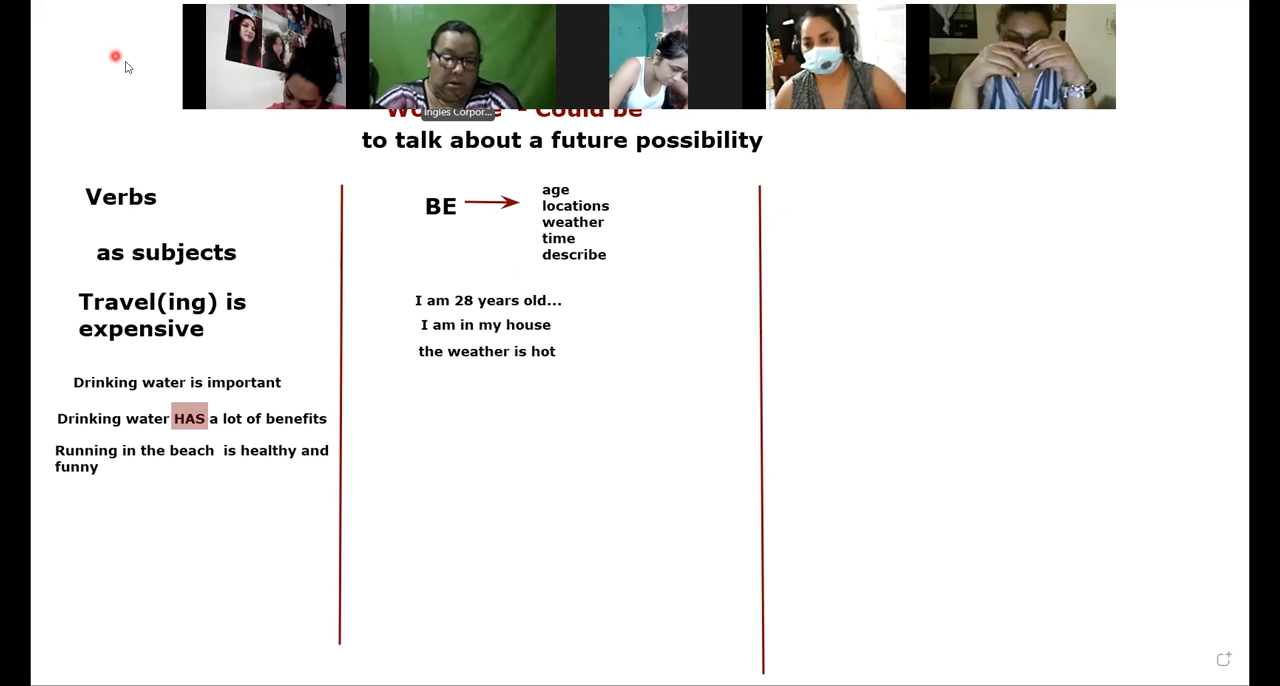 Ingles Corpor...
- Could be
to talk about a future possibility
Verbs
as subjects
Travel(ing) is
expensive
Drinking water is important
Drinking water HAS a lot of benefits
Running in the beach is healthy and
funny
BE
age
locations
weather
time
describe
I am 28 years old...
I am in my house
the weather is hot